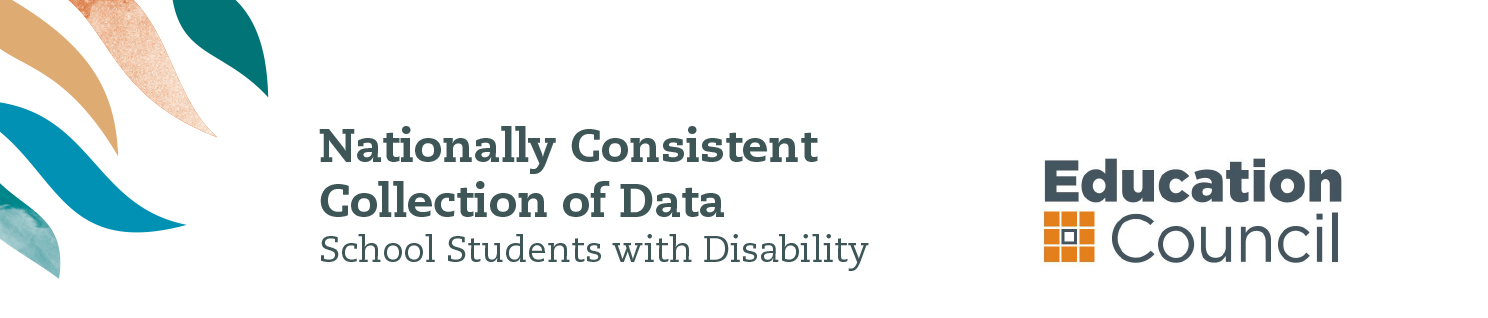 Nationally Consistent
Collection of Data
School Students with Disability
Education
Council